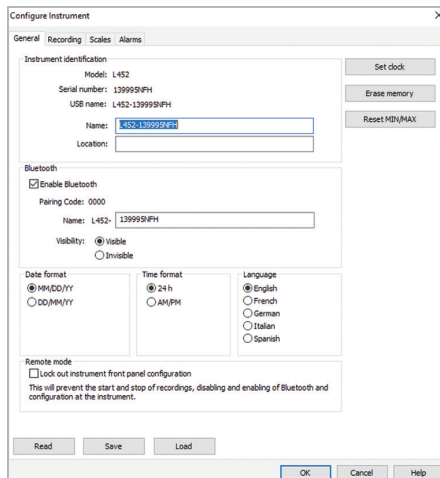 Configure Instrument
General Recording Scales Alarms
Instrument identification
Model: L452
Serial number: 139995NFH
USB name: L452-139995NFH
Name: L452-139995NFH
Location:
Set clock
Erase memory
Reset MIN/MAX
Bluetooth
Enable Bluetooth
Pairing Code: 0000
Name: L452- 139995NFH
Visibility: Visible
Invisible
Date format
MM/DD/YY
DD/MM/YY
Time format
24 h
AM/PM
Language
English
French
German
Italian
Spanish
Remote mode
Lock out instrument front panel configuration
This will prevent the start and stop of recordings, disabling and enabling of Bluetooth and
configuration at the instrument.
Read Save Load
OK Cancel Help